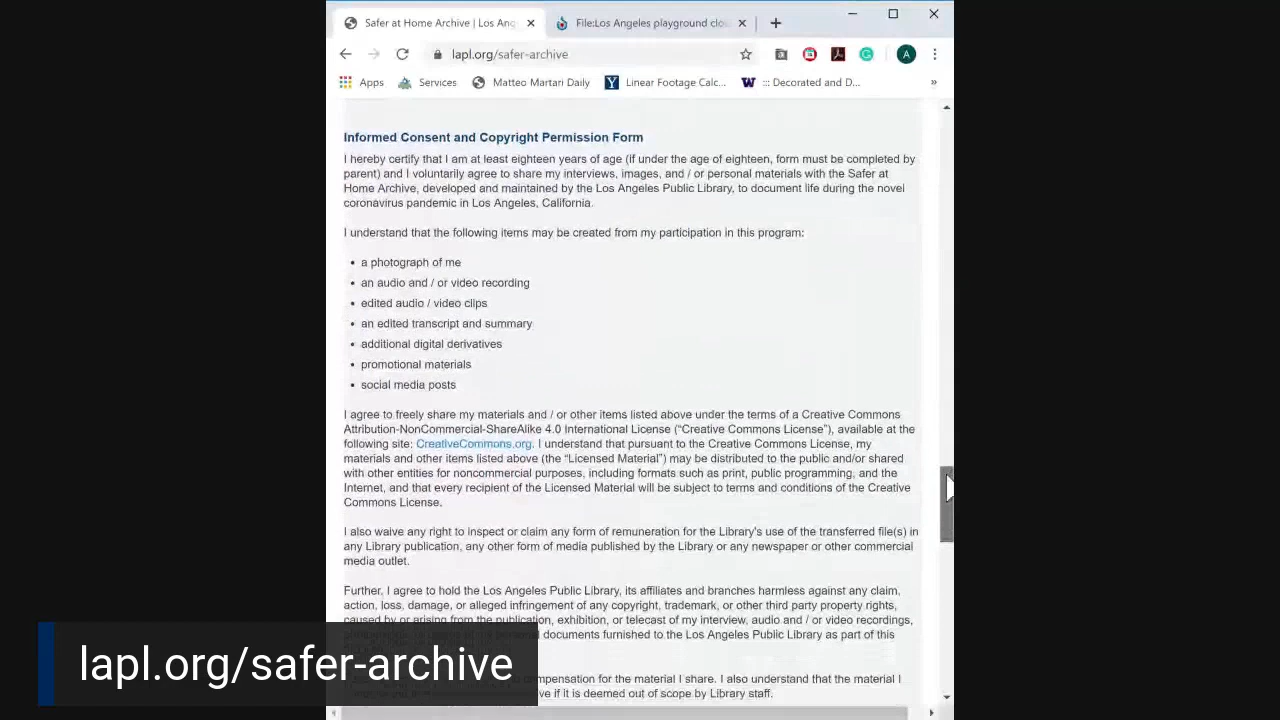 Safer at Home Archive | Los Ang
File:Los Angeles playground clo
lapl.org/safer-archive
A
Apps
Services
Matteo Martari Daily
Y
Linear Footage Calc...
W
::: Decorated and D...
»
Informed Consent and Copyright Permission Form
I hereby certify that I am at least eighteen years of age (if under the age of eighteen, form must be completed by
parent) and I voluntarily agree to share my interviews, images, and / or personal materials with the Safer at
Home Archive, developed and maintained by the Los Angeles Public Library, to document life during the novel
coronavirus pandemic in Los Angeles, California.
I understand that the following items may be created from my participation in this program:
• a photograph of me
• an audio and / or video recording
• edited audio / video clips
• an edited transcript and summary
• additional digital derivatives
• promotional materials
• social media posts
I agree to freely share my materials and / or other items listed above under the terms of a Creative Commons
Attribution-NonCommercial-ShareAlike 4.0 International License (“Creative Commons License”), available at the
following site: CreativeCommons.org. I understand that pursuant to the Creative Commons License, my
materials and other items listed above (the “Licensed Material”) may be distributed to the public and/or shared
with other entities for noncommercial purposes, including formats such as print, public programming, and the
Internet, and that every recipient of the Licensed Material will be subject to terms and conditions of the Creative
Commons License.
I also waive any right to inspect or claim any form of remuneration for the Library's use of the transferred file(s) in
any Library publication, any other form of media published by the Library or any newspaper or other commercial
media outlet.
Further, I agree to hold the Los Angeles Public Library, its affiliates and branches harmless against any claim,
action, loss, damage, or alleged infringement of any copyright, trademark, or other third party property rights,
caused by or arising from the publication, exhibition, or telecast of my interview, audio and / or video recordings,
documents furnished to the Los Angeles Public Library as part of this
compensation for the material I share. I also understand that the material I
if it is deemed out of scope by Library staff.
lapl.org/safer-archive